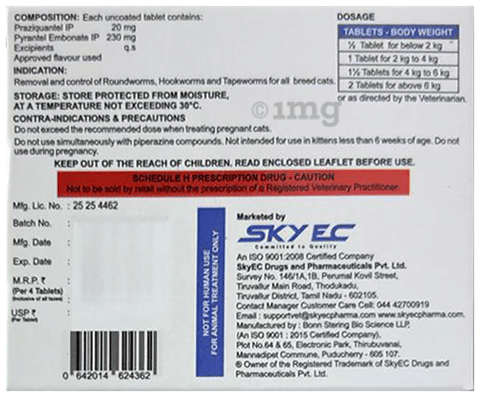 COMPOSITION: Each uncoated tablet contains:
Praziquantel IP 20 mg
Pyrantel Embonate IP 230 mg
Excipients q.s
Approved flavour used
INDICATION:
Removal and control of Roundworms, Hookworms and Tapeworms for all breed cats.
STORAGE: STORE PROTECTED FROM MOISTURE,
AT A TEMPERATURE NOT EXCEEDING 30°C.
DOSAGE
TABLETS - BODY WEIGHT
½ Tablet for below 2 kg
1 Tablet for 2 kg to 4 kg
1½ Tablets for 4 kg to 6 kg
2 Tablets for above 6 kg
or as directed by the Veterinarian.
©1mg
CONTRA-INDICATIONS & PRECAUTIONS
Do not exceed the recommended dose when treating pregnant cats.
Do not use simultaneously with piperazine compounds. Not intended for use in kittens less than 6 weeks of age. Do not
use during pregnancy.
KEEP OUT OF THE REACH OF CHILDREN. READ ENCLOSED LEAFLET BEFORE USE.
SCHEDULE H PRESCRIPTION DRUG - CAUTION
Not to be sold by retail without the prescription of a Registered Veterinary Practitioner.
Mfg. Lic. No. : 25 25 4462
Batch No. :
Mfg. Date :
Exp. Date :
M.R.P. ₹ :
(Per 4 Tablets)
(Inclusive of all taxes)
USP ₹ :
(Per Tablet)
0 642014 624362
NOT FOR HUMAN USE
FOR ANIMAL TREATMENT ONLY
Marketed by
SKYEC
Committed to Quality
An ISO 9001:2008 Certified Company
SkyEC Drugs and Pharmaceuticals Pvt. Ltd.
Survey No. 146/1A,1B, Perumal Kovil Street,
Tiruvallur Main Road, Thodukadu,
Tiruvallur District, Tamil Nadu - 602105.
Contact Manager Customer Care Cell: 044 42700919
Email : supportvet@skyecpharma.com www.skyecpharma.com
Manufactured by : Bonn Stering Bio Science LLP,
(An ISO 9001 : 2015 Certified Company),
Plot No.64 & 65, Electronic Park, Thirubuvanai,
Mannadipet Commune, Puducherry - 605 107.
® Owner of the Registered Trademark of SkyEC Drugs and
Pharmaceuticals Pvt. Ltd.